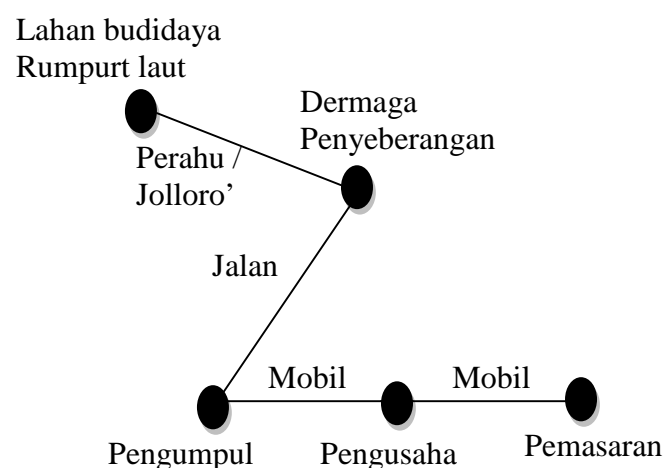 Lahan budidaya
Rumpurt laut
Dermaga
Penyeberangan
Perahu /
Jolloro’
Jalan
Mobil
Mobil
Pengumpul
Pengusaha
Pemasaran